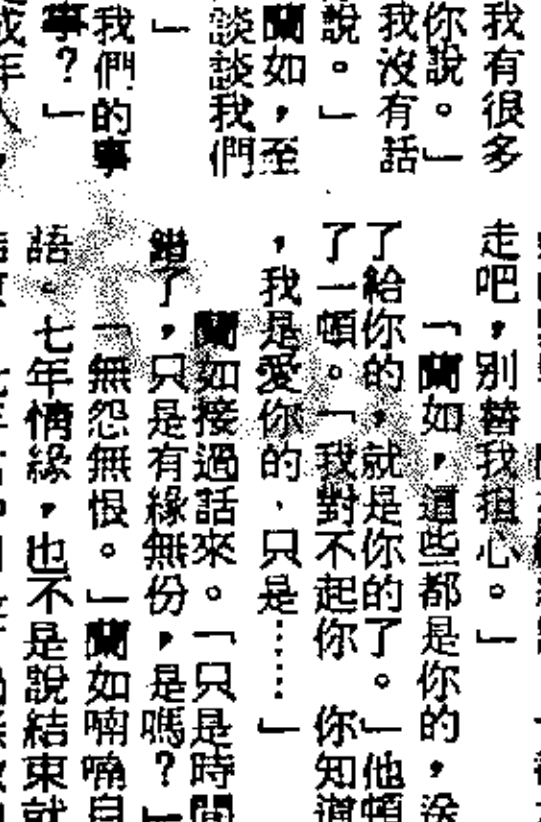 我有很多
你說。」
我沒有話
說。」
蘭如，至
談談我們
」
我們的事
事？」
年人，
走吧，別替我担心。」
「蘭如，這些都是你的，送
了給你的，就是你的了。」他頓
了一頓。「我對不起你 你知道
，我是愛你的、只是……」
蘭如接過話來。「只是時間
錯了，只是有緣無份，是嗎？」
「無怨無恨。」蘭如喃喃自
語。七年情緣，也不是說結束就